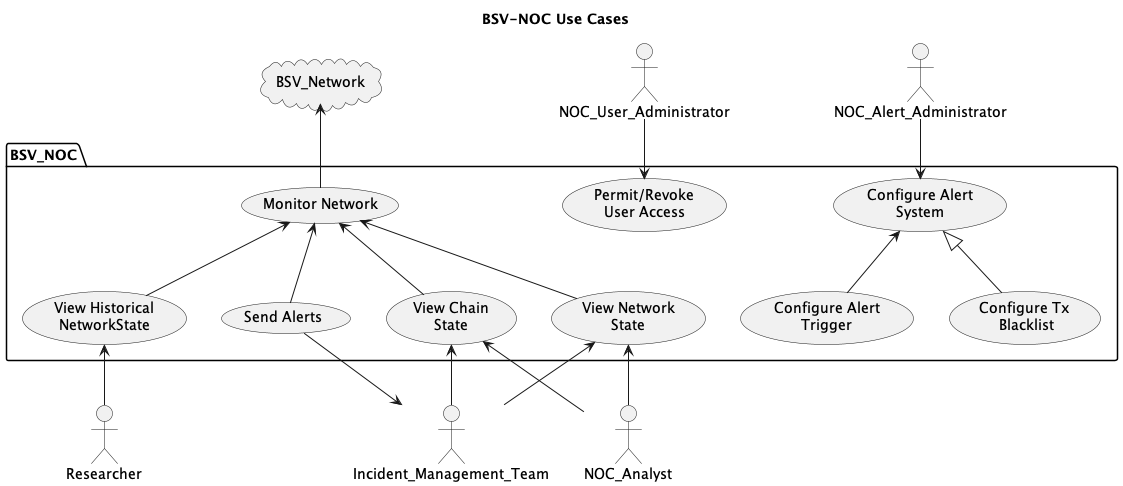 BSV-NOC Use Cases
BSV_Network
NOC_User_Administrator
NOC_Alert_Administrator
BSV_NOC
Monitor Network
Permit/Revoke
User Access
Configure Alert
System
View Historical
NetworkState
Send Alerts
View Chain
State
View Network
State
Configure Alert
Trigger
Configure Tx
Blacklist
Researcher
Incident_Management_Team
NOC_Analyst